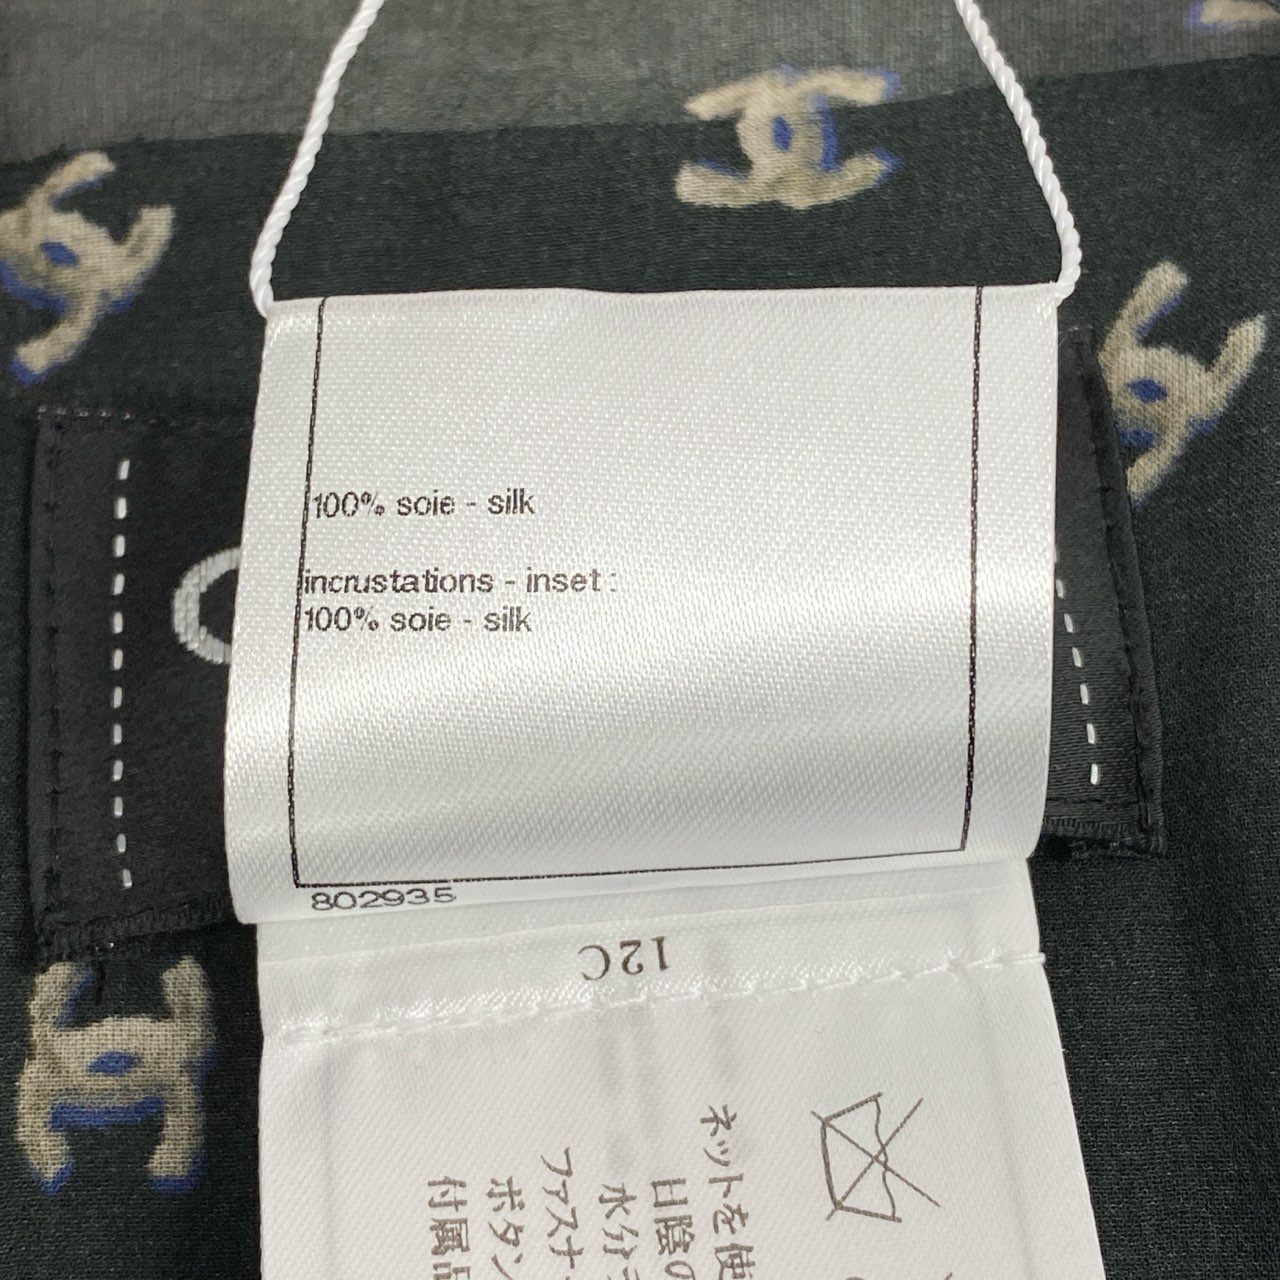 100% soie - silk
incrustations - inset :
100% soie - silk
802935
12C
ネットを使
日陰の
水分
ファスナ
ボタン
付属品